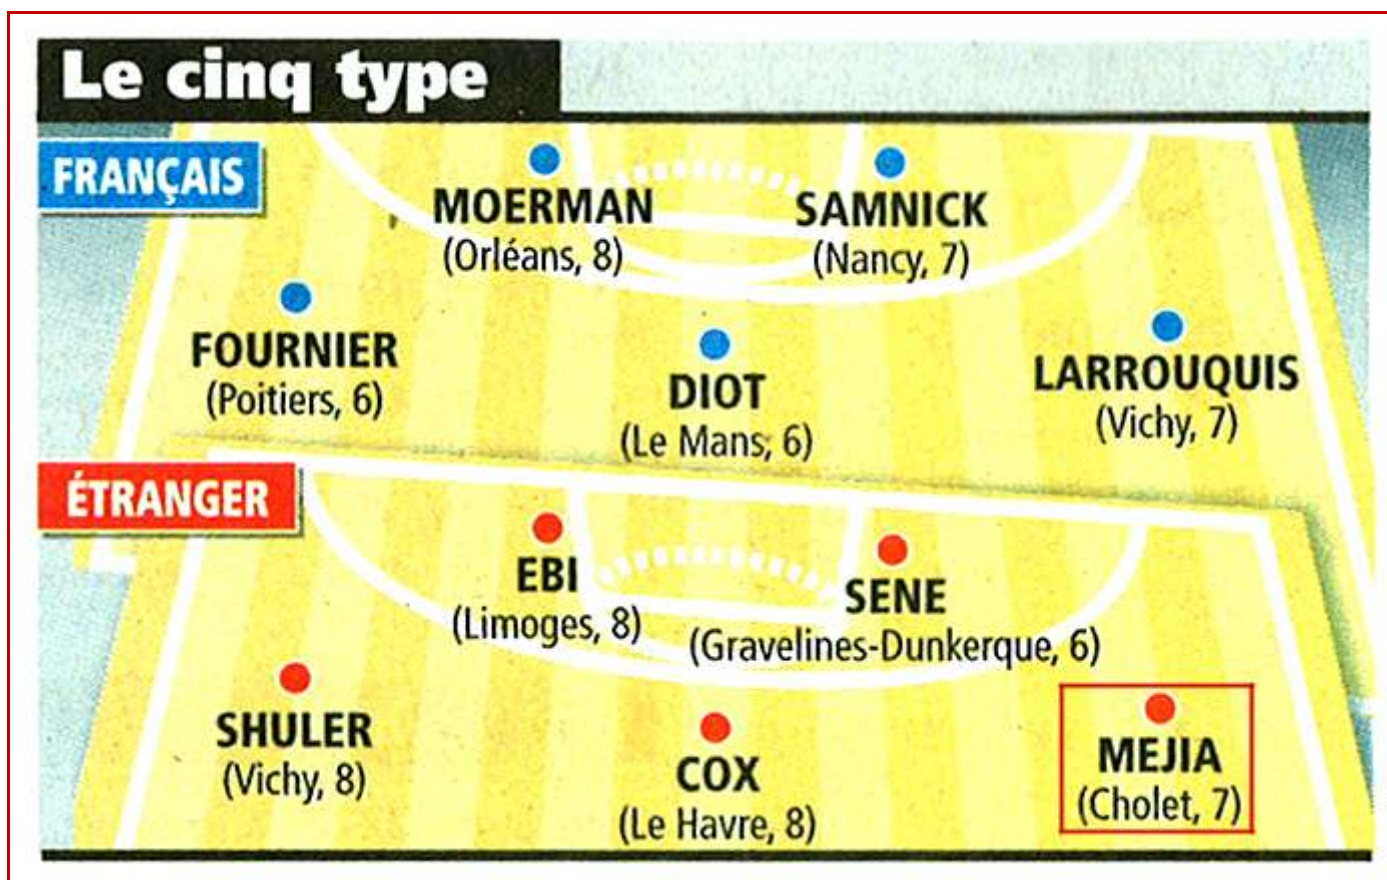 Le cinq type
FRANÇAIS
MOERMAN
(Orléans, 8)
SAMNICK
(Nancy, 7)
FOURNIER
(Poitiers, 6)
DIOT
(Le Mans, 6)
LARROUQUIS
(Vichy, 7)
ÉTRANGER
EBI
(Limoges, 8)
SENE
(Gravelines-Dunkerque, 6)
SHULER
(Vichy, 8)
COX
(Le Havre, 8)
MEJIA
(Cholet, 7)